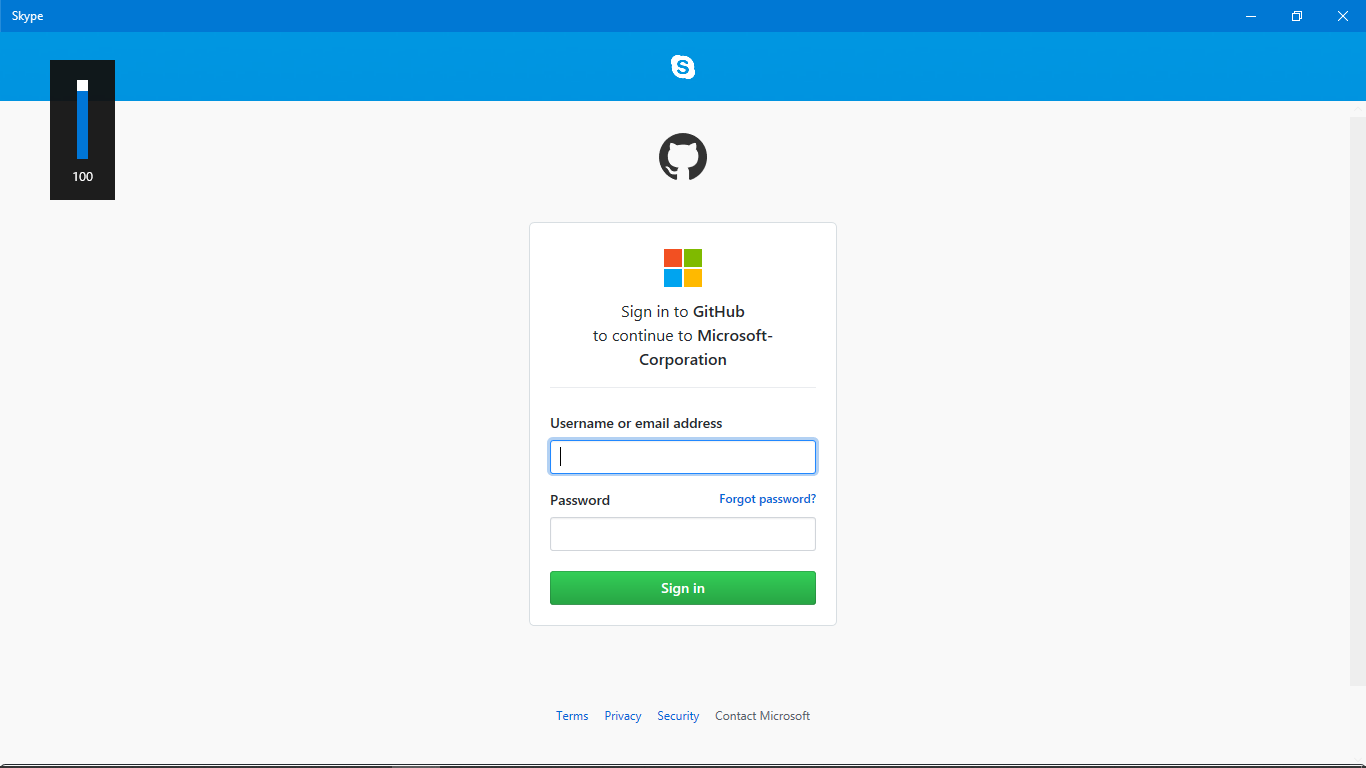 Skype
100
Sign in to GitHub
to continue to Microsoft-
Corporation
Username or email address
Password Forgot password?
Sign in
Terms Privacy Security Contact Microsoft